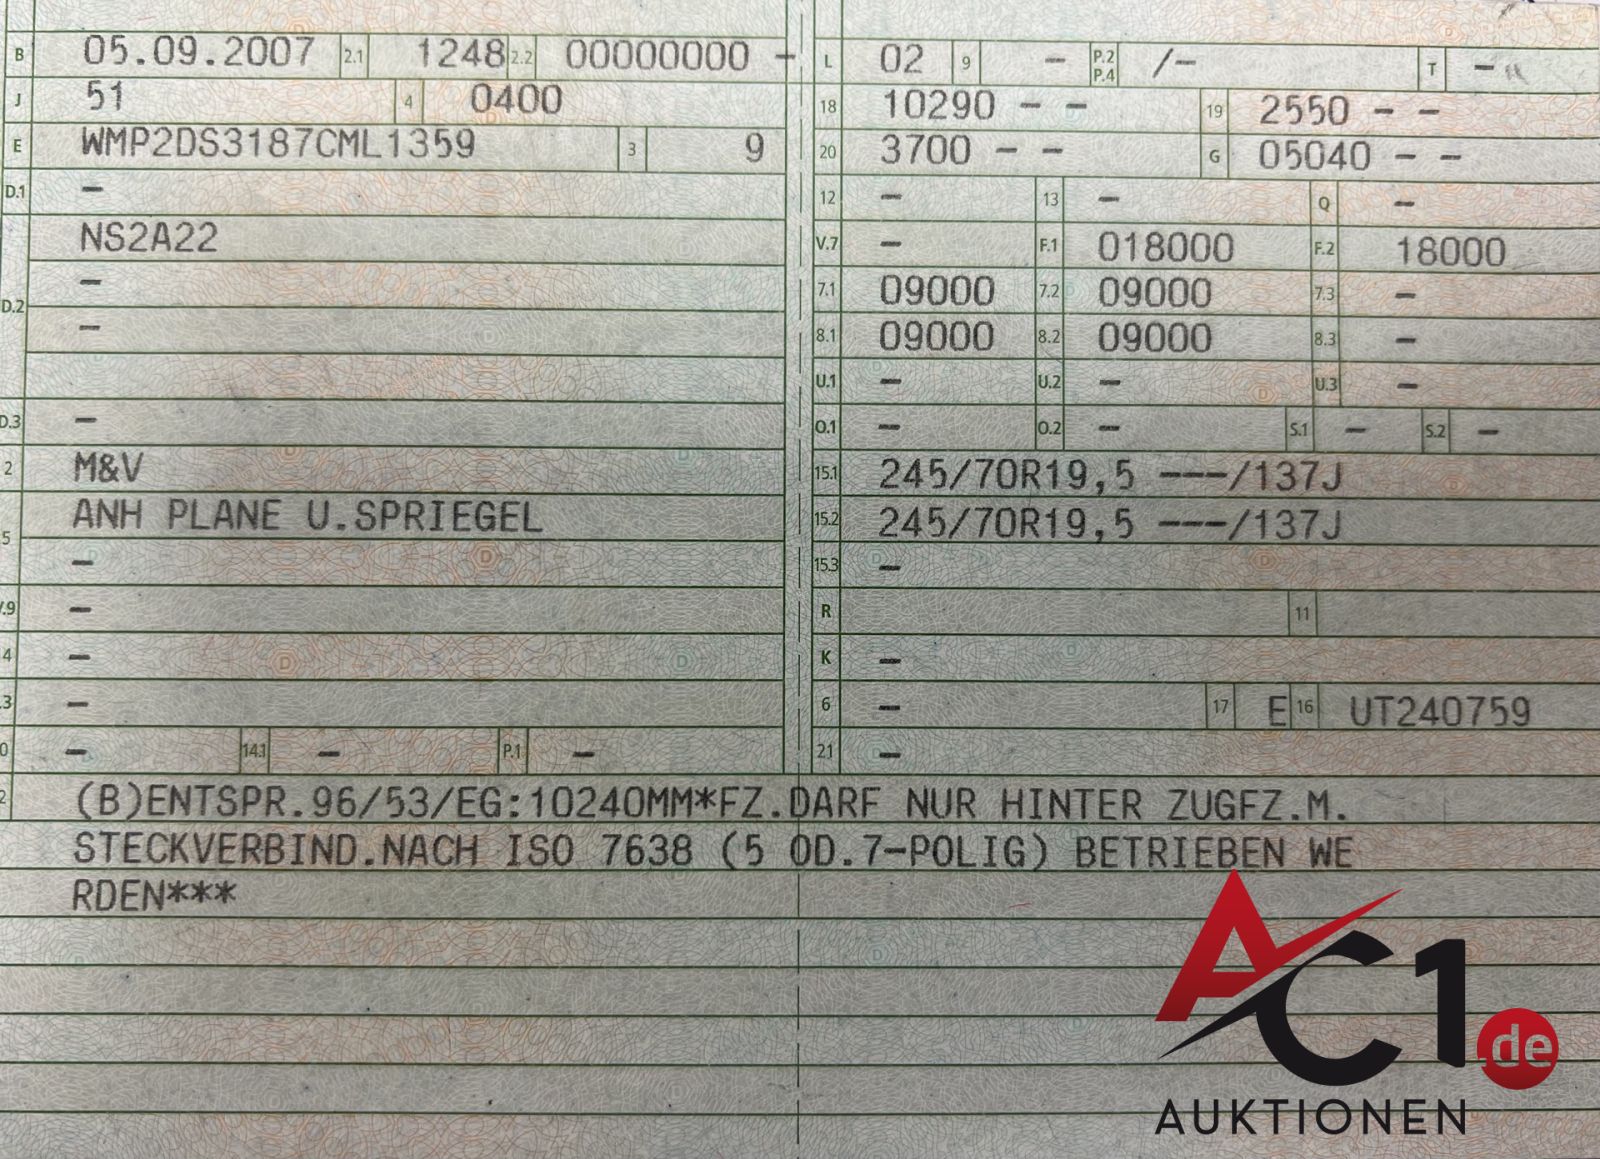 B 05.09.2007 2.1 1248 2.2 00000000 -
J 51 4 0400
E WMP2DS3187CML1359 3 9
D.1 -
NS2A22
D.2 -
-
D.3 -
2 M&V
ANH PLANE U.SPRIEGEL
5 -
.9 -
4 -
.3 -
0 - 14.1 - P.1 -
L 02 9 - P.2 P.4 /- T -
18 10290 - - 19 2550 - -
20 3700 - - G 05040 - -
12 - 13 - Q -
V.7 - F.1 018000 F.2 18000
7.1 09000 7.2 09000 7.3 -
8.1 09000 8.2 09000 8.3 -
U.1 - U.2 - U.3 -
O.1 - O.2 - S.1 - S.2 -
15.1 245/70R19,5 ---/137J
15.2 245/70R19,5 ---/137J
15.3 -
R 11
K -
6 - 17 E 16 UT240759
21 -
2 (B)ENTSPR.96/53/EG:10240MM*FZ.DARF NUR HINTER ZUGFZ.M.
STECKVERBIND.NACH ISO 7638 (5 OD.7-POLIG) BETRIEBEN WE
RDEN***
AC1.de
AUKTIONEN